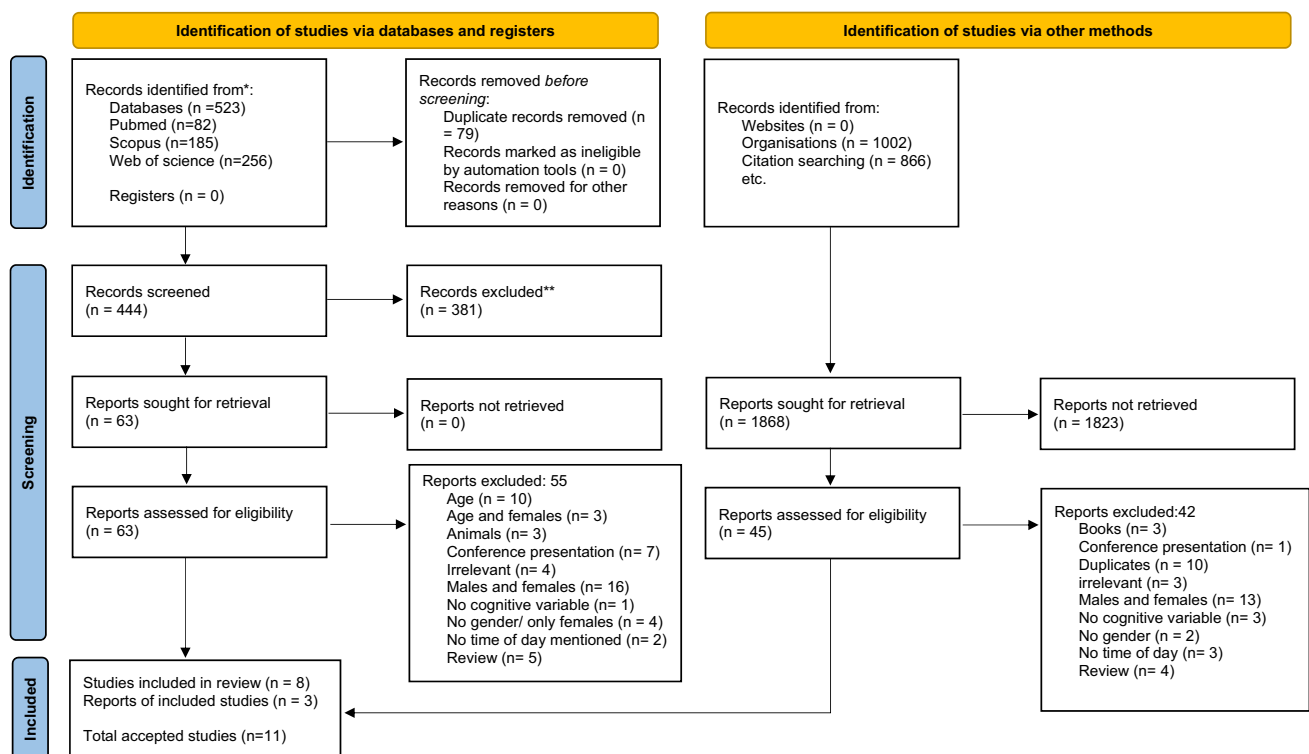 Identification of studies via databases and registers
Identification of studies via other methods
Identification
Records identified from*:
Databases (n =523)
Pubmed (n=82)
Scopus (n=185)
Web of science (n=256)
Registers (n = 0)
Records removed before
screening:
Duplicate records removed (n
= 79)
Records marked as ineligible
by automation tools (n = 0)
Records removed for other
reasons (n = 0)
Records identified from:
Websites (n = 0)
Organisations (n = 1002)
Citation searching (n = 866)
etc.
Screening
Records screened
(n = 444)
Records excluded**
(n = 381)
Reports sought for retrieval
(n = 63)
Reports not retrieved
(n = 0)
Reports sought for retrieval
(n = 1868)
Reports not retrieved
(n = 1823)
Reports assessed for eligibility
(n = 63)
Reports excluded: 55
Age (n = 10)
Age and females (n= 3)
Animals (n= 3)
Conference presentation (n= 7)
Irrelevant (n= 4)
Males and females (n= 16)
No cognitive variable (n= 1)
No gender/ only females (n = 4)
No time of day mentioned (n= 2)
Review (n= 5)
Reports assessed for eligibility
(n = 45)
Reports excluded:42
Books (n= 3)
Conference presentation (n= 1)
Duplicates (n = 10)
irrelevant (n= 3)
Males and females (n= 13)
No cognitive variable (n= 3)
No gender (n = 2)
No time of day (n= 3)
Review (n= 4)
Included
Studies included in review (n = 8)
Reports of included studies (n = 3)
Total accepted studies (n=11)